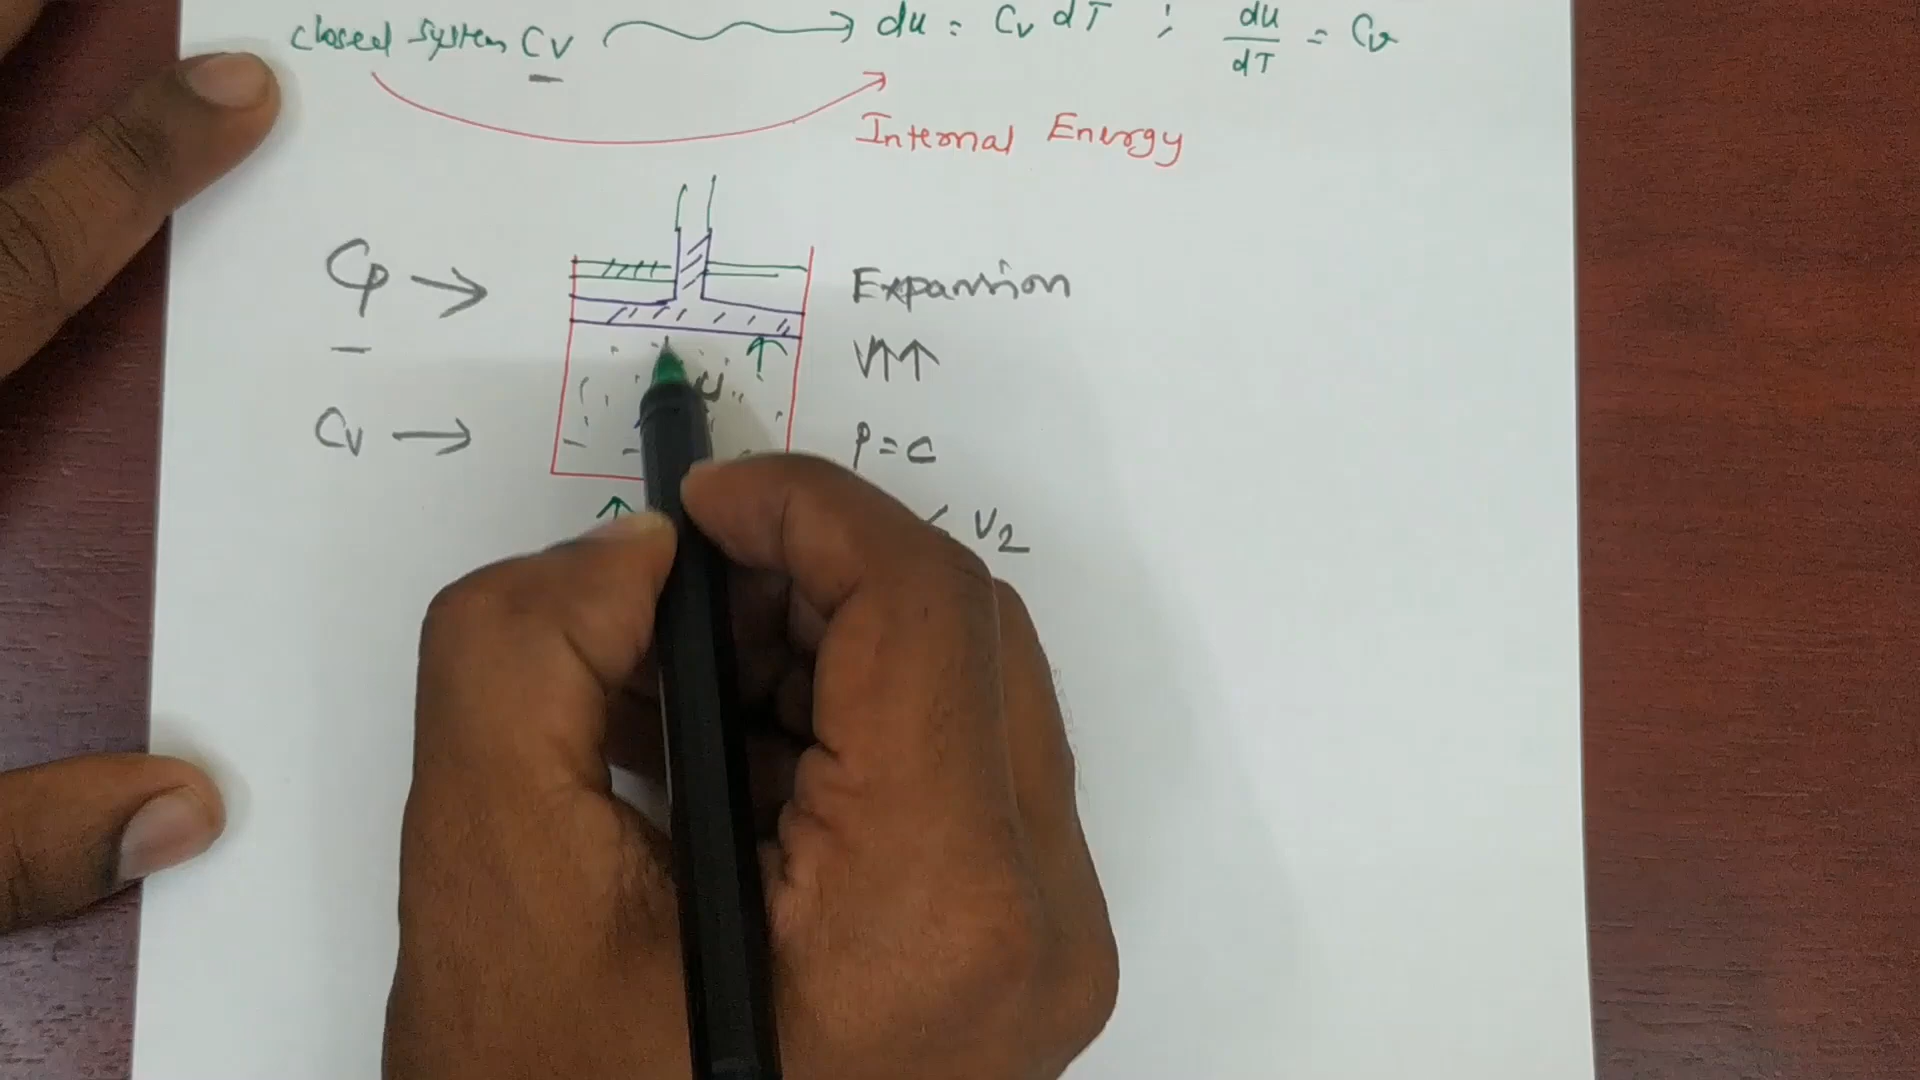 closed system Cv → du = Cv dT ; du/dT = Cv
Internal Energy
Cp → Expansion
V↑↑
U
Cv → P = C
< V2